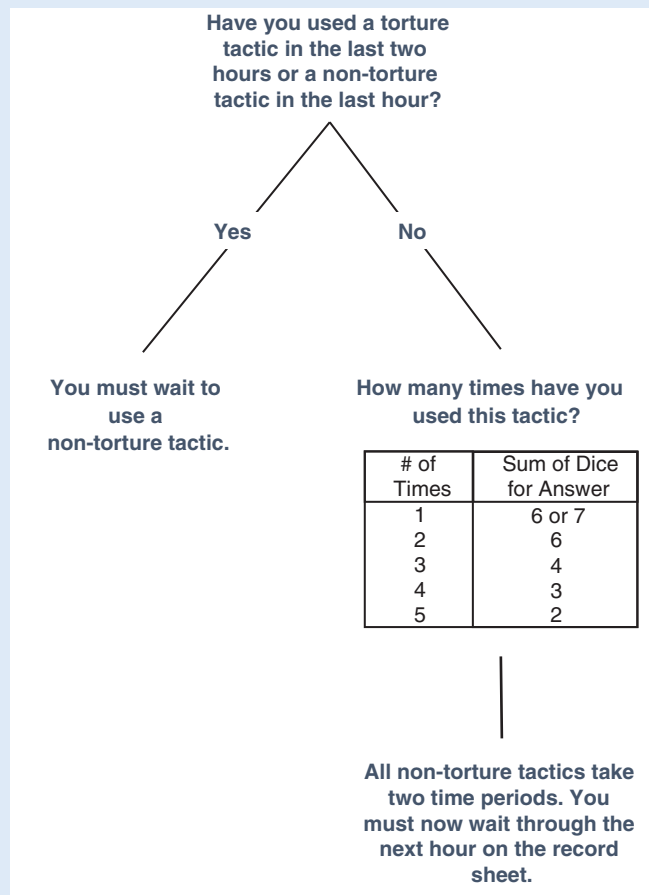 Have you used a torture
tactic in the last two
hours or a non-torture
tactic in the last hour?
Yes
No
You must wait to
use a
non-torture tactic.
How many times have you
used this tactic?
# of Times
Sum of Dice for Answer
1 6 or 7
2 6
3 4
4 3
5 2
All non-torture tactics take
two time periods. You
must now wait through the
next hour on the record
sheet.